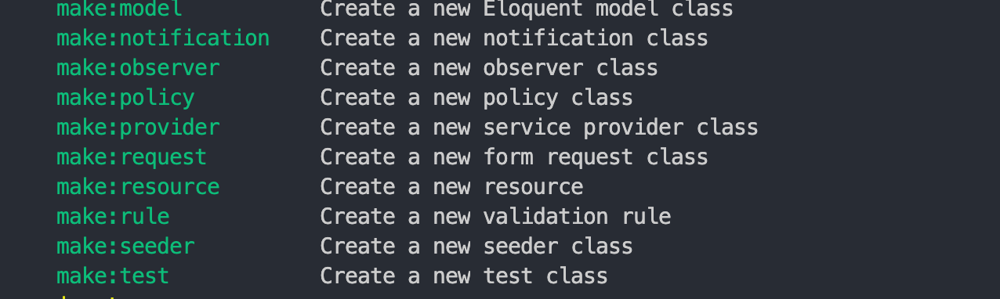 make:model Create a new Eloquent model class
make:notification Create a new notification class
make:observer Create a new observer class
make:policy Create a new policy class
make:provider Create a new service provider class
make:request Create a new form request class
make:resource Create a new resource
make:rule Create a new validation rule
make:seeder Create a new seeder class
make:test Create a new test class